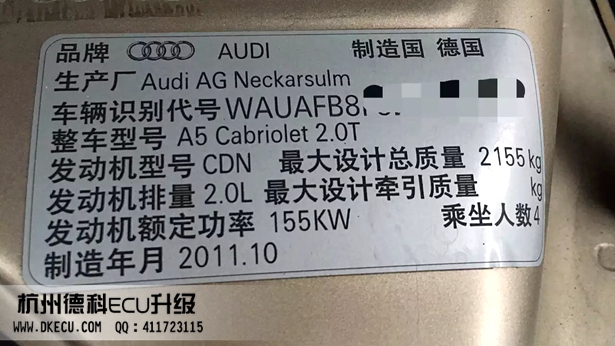 品牌 AUDI 制造国 德国
生产厂 Audi AG Neckarsulm
车辆识别代号 WAUAFB8
整车型号 A5 Cabriolet 2.0T
发动机型号 CDN 最大设计总质量 2155 kg
发动机排量 2.0L 最大设计牵引质量 kg
发动机额定功率 155KW 乘坐人数 4
制造年月 2011.10
杭州德科ECU升级
WWW.DKECU.COM QQ：411723115